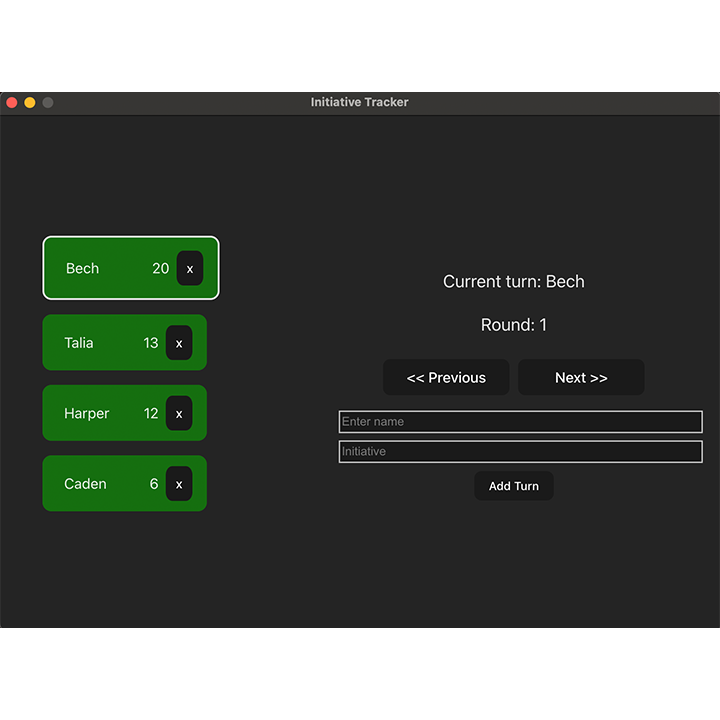 Initiative Tracker
Bech 20 x
Talia 13 x
Harper 12 x
Caden 6 x
Current turn: Bech
Round: 1
<< Previous Next >>
Enter name
Initiative
Add Turn